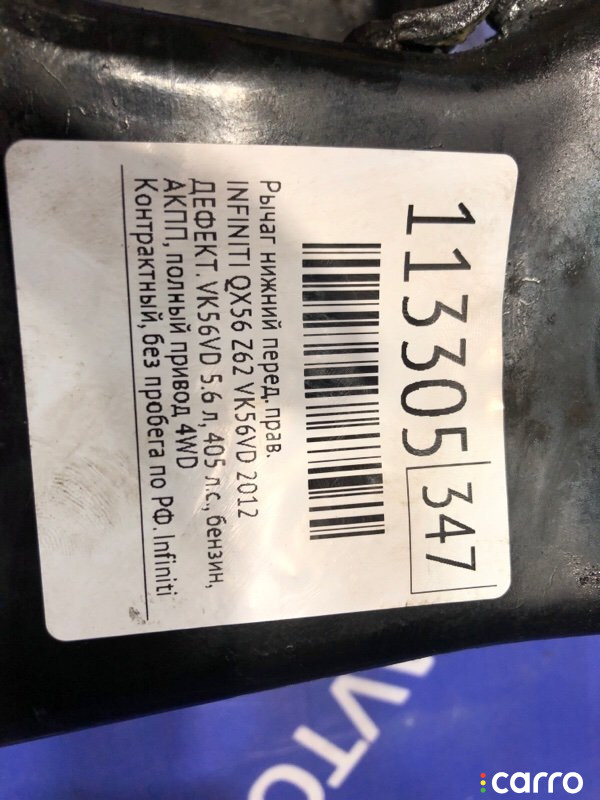 113305 347
Рычаг нижний перед. прав.
INFINITI QX56 Z62 VK56VD 2012
ДЕФЕКТ. VK56VD 5.6 л, 405 л.с., бензин,
АКПП, полный привод 4WD
Контрактный, без пробега по РФ. Infiniti
AVTO
carro